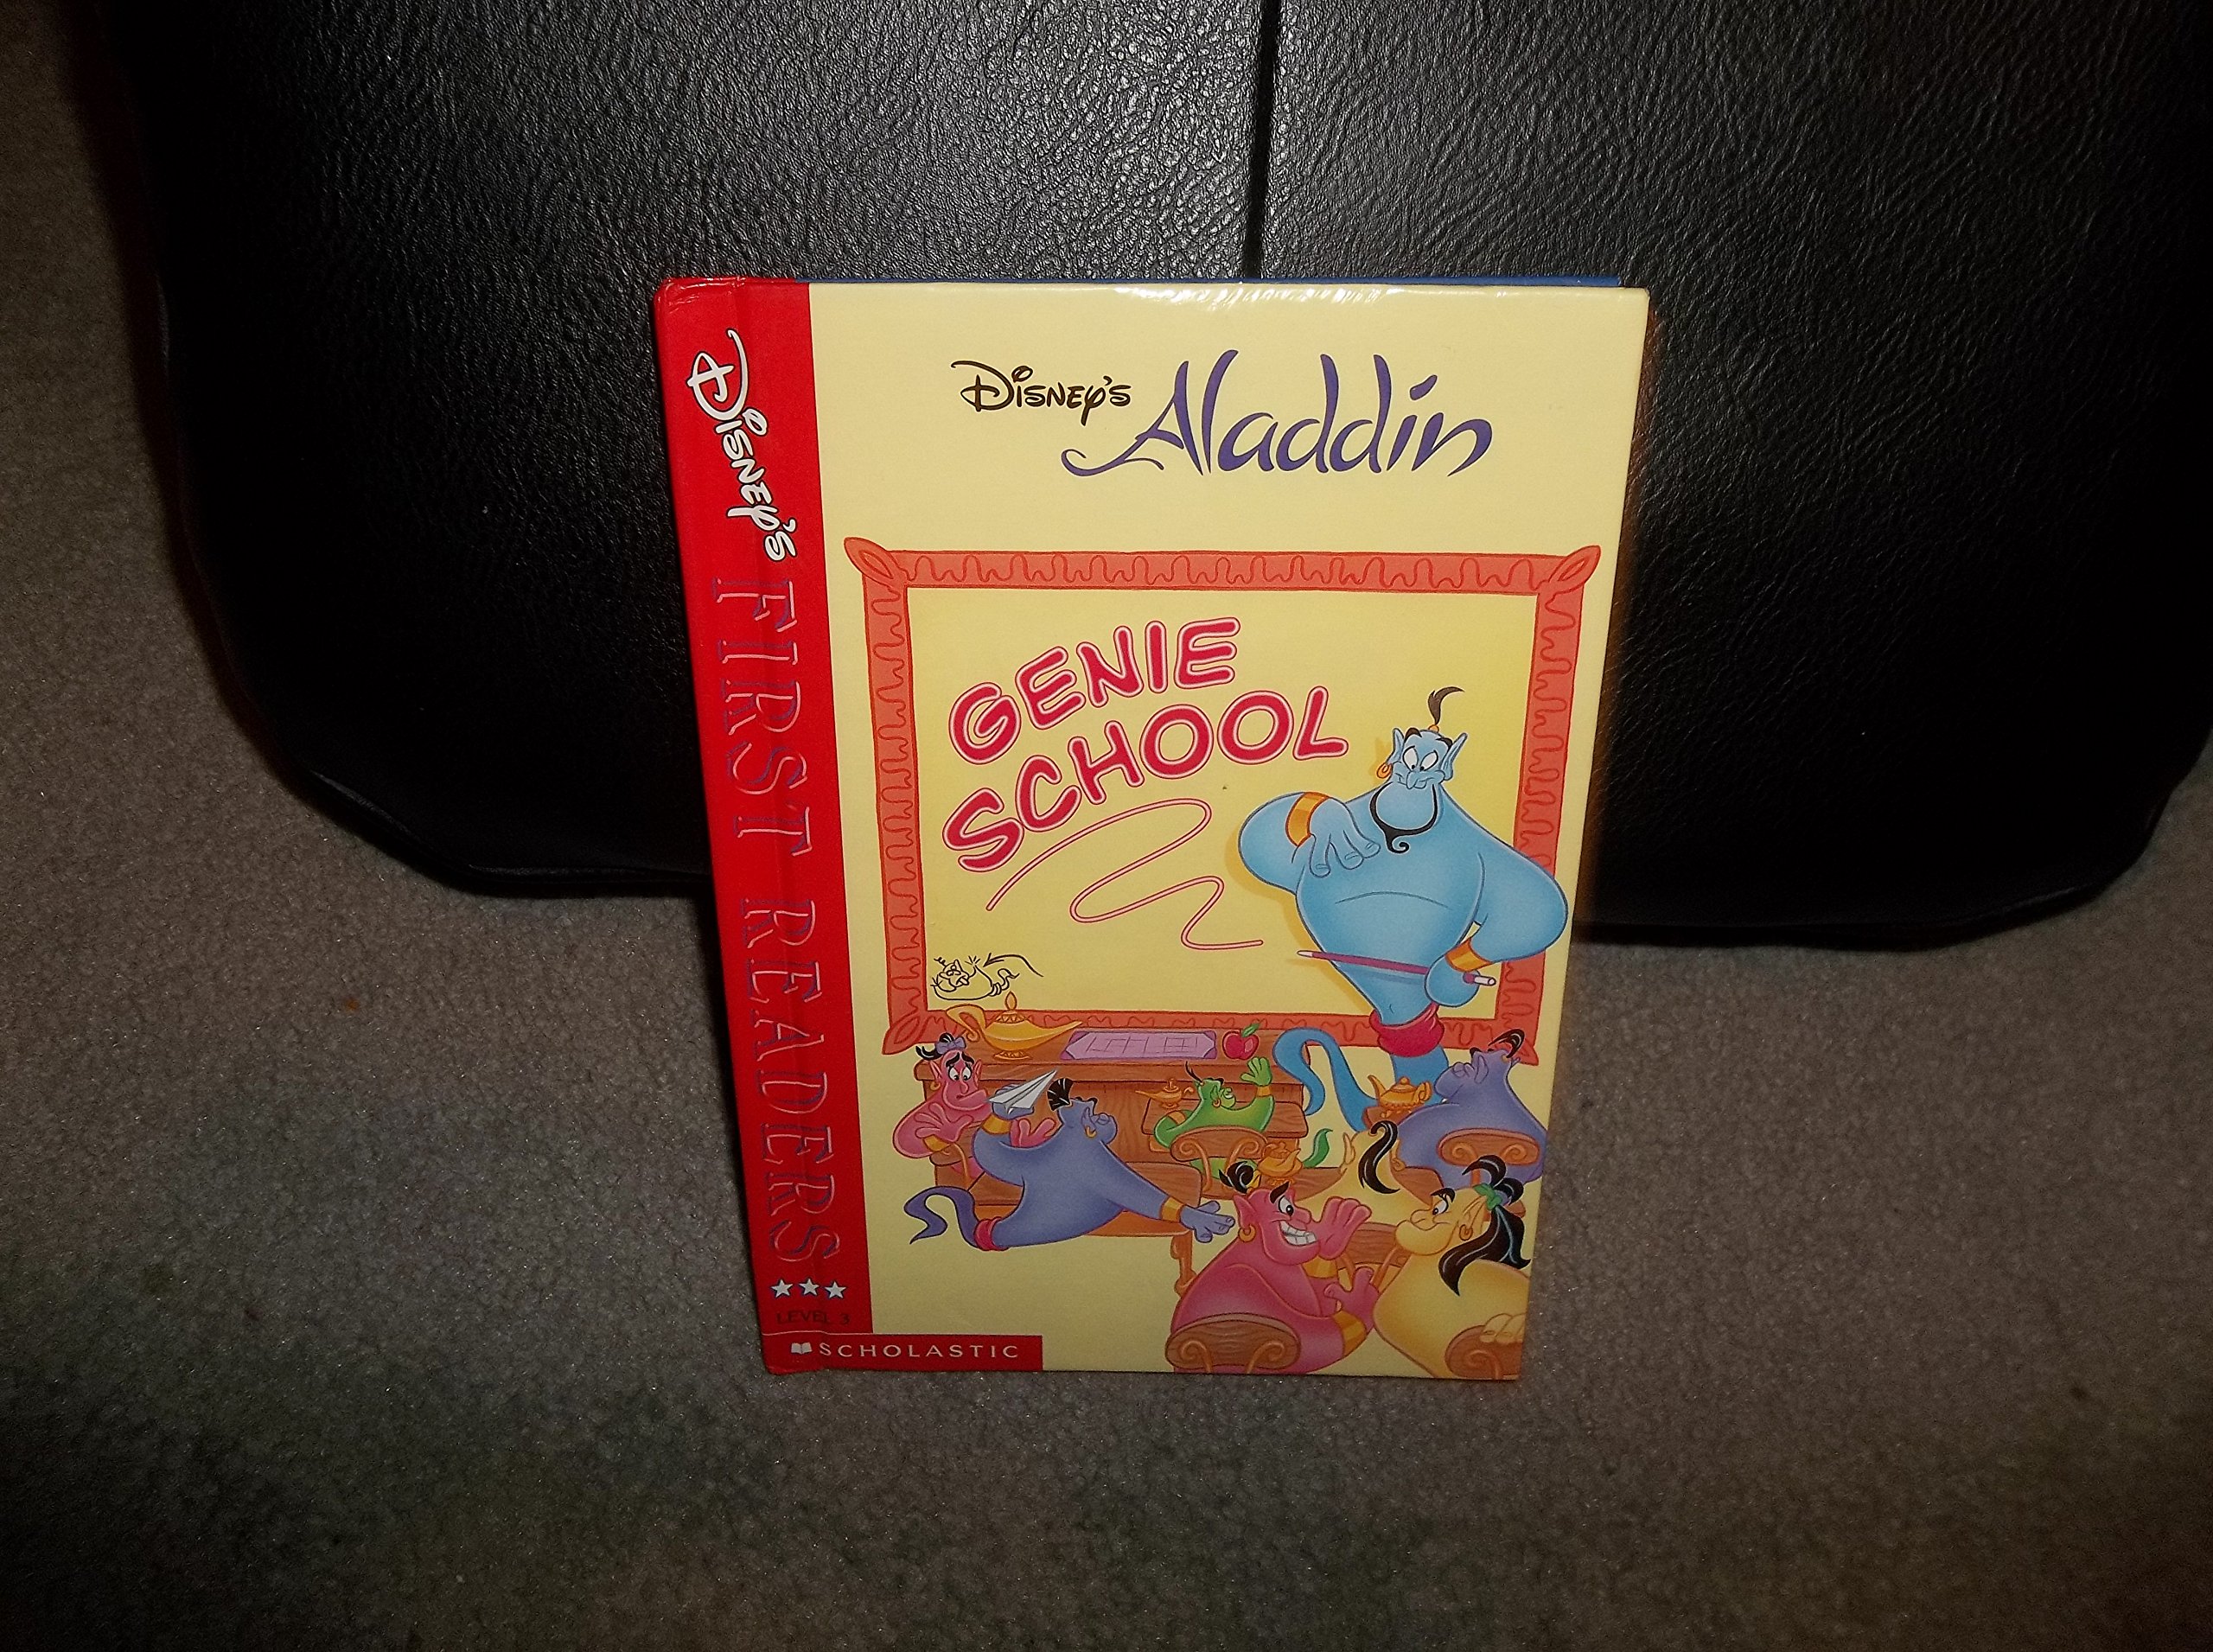 Disney's Aladdin
GENIE
SCHOOL
Disney's FIRST READERS
LEVEL 3
SCHOLASTIC